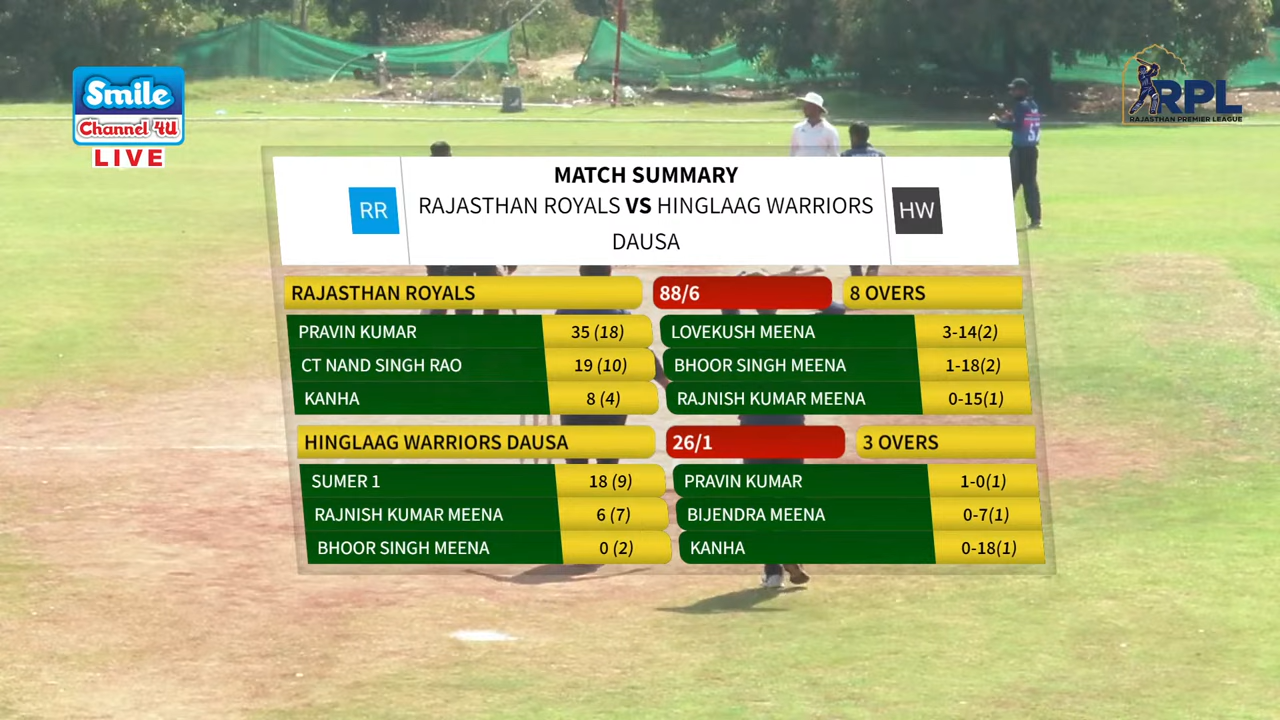 Smile
Channel 4U
LIVE
RPL
RAJASTHAN PREMIER LEAGUE
MATCH SUMMARY
RR
RAJASTHAN ROYALS VS HINGLAAG WARRIORS
DAUSA
HW
RAJASTHAN ROYALS 88/6 8 OVERS
PRAVIN KUMAR 35 (18) LOVEKUSH MEENA 3-14(2)
CT NAND SINGH RAO 19 (10) BHOOR SINGH MEENA 1-18(2)
KANHA 8 (4) RAJNISH KUMAR MEENA 0-15(1)
HINGLAAG WARRIORS DAUSA 26/1 3 OVERS
SUMER 1 18 (9) PRAVIN KUMAR 1-0(1)
RAJNISH KUMAR MEENA 6 (7) BIJENDRA MEENA 0-7(1)
BHOOR SINGH MEENA 0 (2) KANHA 0-18(1)